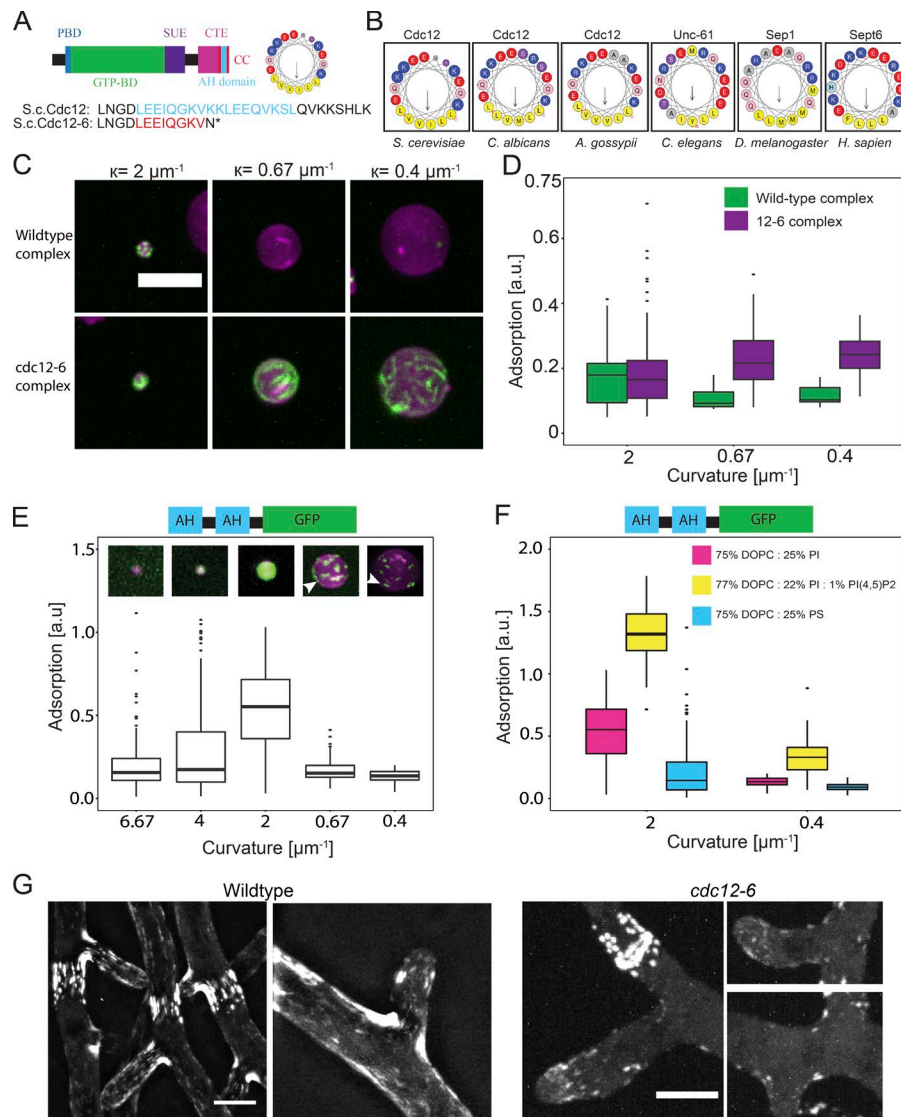 A
PBD
SUE
CTE
CC
GTP-BD
AH domain
S.c.Cdc12: LNGDLEEIQGKVKKLEEQVKSLQVKKSHLK
S.c.Cdc12-6: LNGDLEEIQGKVN*
B
Cdc12
Cdc12
Cdc12
Unc-61
Sep1
Sept6
S. cerevisiae
C. albicans
A. gossypii
C. elegans
D. melanogaster
H. sapien
C
κ= 2 μm⁻¹
κ= 0.67 μm⁻¹
κ= 0.4 μm⁻¹
Wildtype
complex
cdc12-6
complex
D
0.75
0.6
0.4
0.2
0
Adsorption [a.u.]
Wild-type complex
12-6 complex
2
0.67
0.4
Curvature [μm⁻¹]
E
AH
AH
GFP
Adsorption [a.u]
1.0
0.5
0.0
6.67
4
2
0.67
0.4
Curvature [μm⁻¹]
F
AH
AH
GFP
Adsorption [a.u.]
2.0
1.5
1.0
0.5
0.0
75% DOPC : 25% PI
77% DOPC : 22% PI : 1% PI(4,5)P2
75% DOPC : 25% PS
2
0.4
Curvature [μm⁻¹]
G
Wildtype
cdc12-6